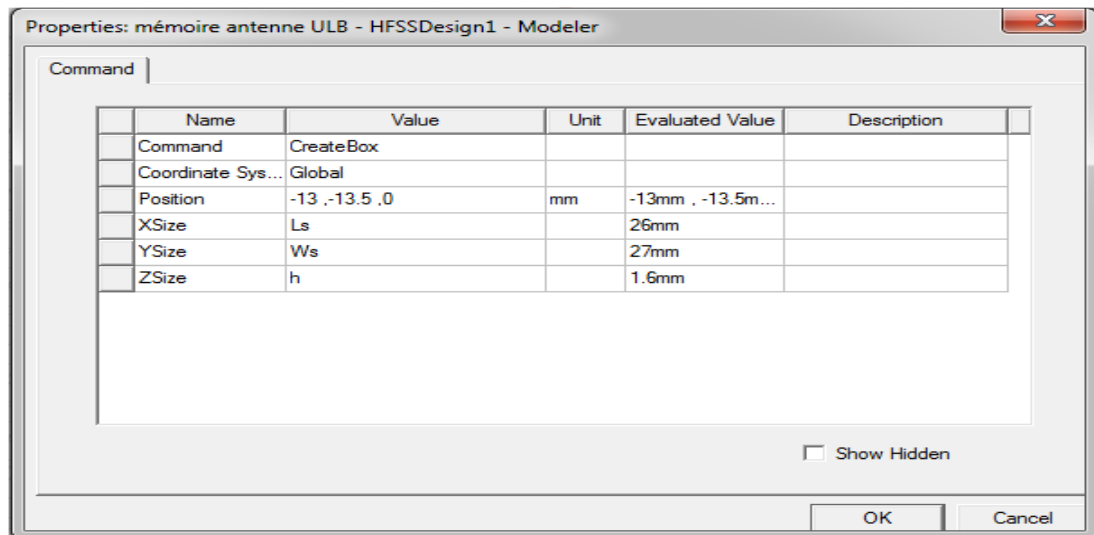 Properties: mémoire antenne ULB - HFSSDesign1 - Modeler
Command
Name Value Unit Evaluated Value Description
Command CreateBox
Coordinate Sys... Global
Position -13 ,-13.5 ,0 mm -13mm , -13.5m...
XSize Ls 26mm
YSize Ws 27mm
ZSize h 1.6mm
Show Hidden
OK Cancel